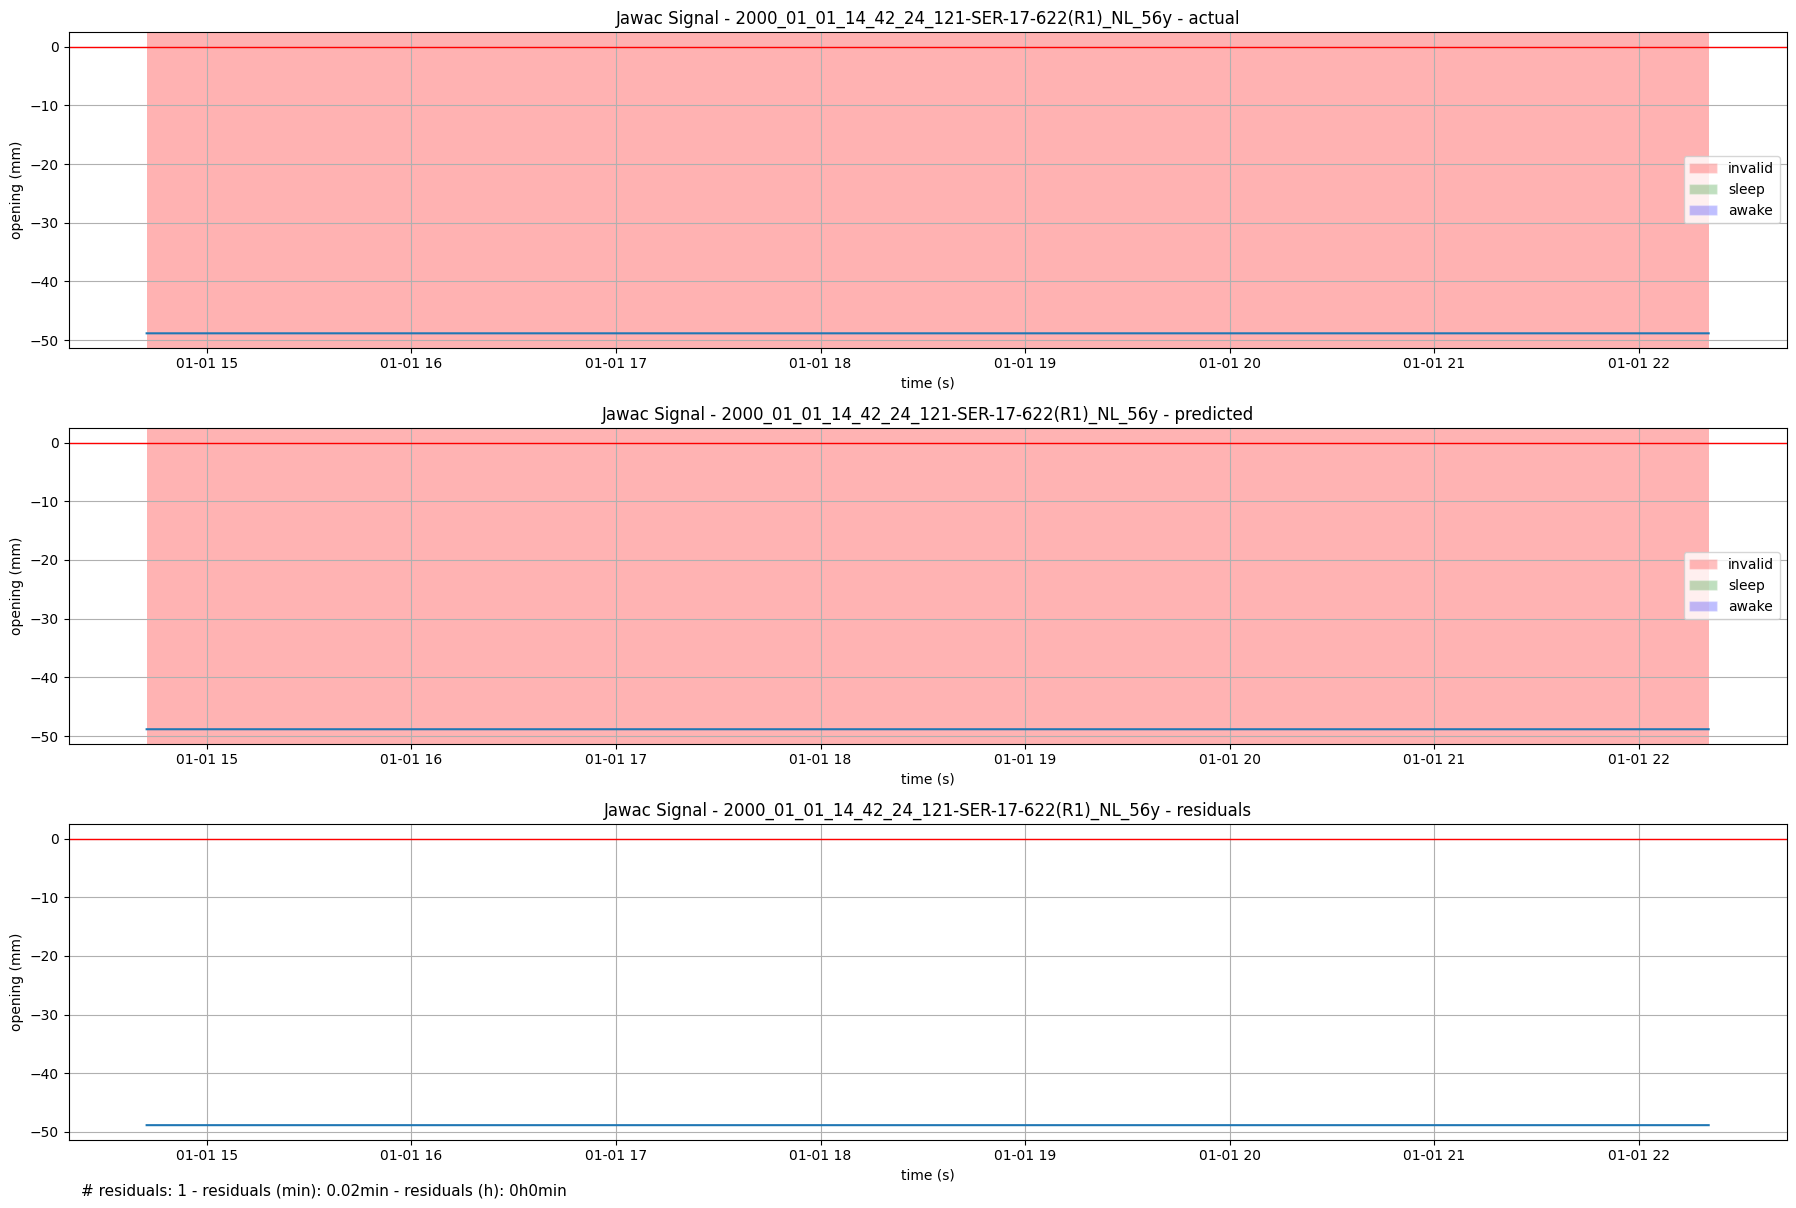 Jawac Signal - 2000_01_01_14_42_24_121-SER-17-622(R1)_NL_56y - actual
opening (mm)
0
−10
−20
−30
−40
−50
invalid
sleep
awake
01-01 15 01-01 16 01-01 17 01-01 18 01-01 19 01-01 20 01-01 21 01-01 22
time (s)
Jawac Signal - 2000_01_01_14_42_24_121-SER-17-622(R1)_NL_56y - predicted
opening (mm)
0
−10
−20
−30
−40
−50
invalid
sleep
awake
01-01 15 01-01 16 01-01 17 01-01 18 01-01 19 01-01 20 01-01 21 01-01 22
time (s)
Jawac Signal - 2000_01_01_14_42_24_121-SER-17-622(R1)_NL_56y - residuals
opening (mm)
0
−10
−20
−30
−40
−50
01-01 15 01-01 16 01-01 17 01-01 18 01-01 19 01-01 20 01-01 21 01-01 22
time (s)
# residuals: 1 - residuals (min): 0.02min - residuals (h): 0h0min